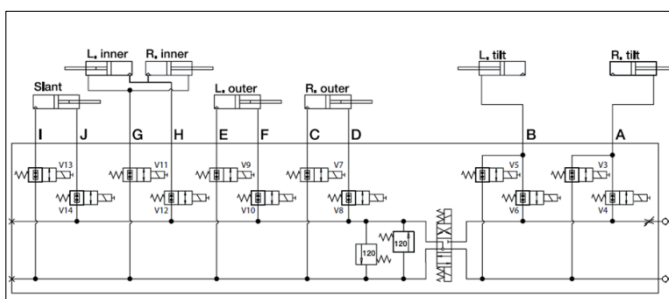 L. inner R. inner L. tilt R. tilt
Slant L. outer R. outer
I J G H E F C D B A
V13 V11 V9 V7 V5 V3
V14 V12 V10 V8 V6 V4
120
120